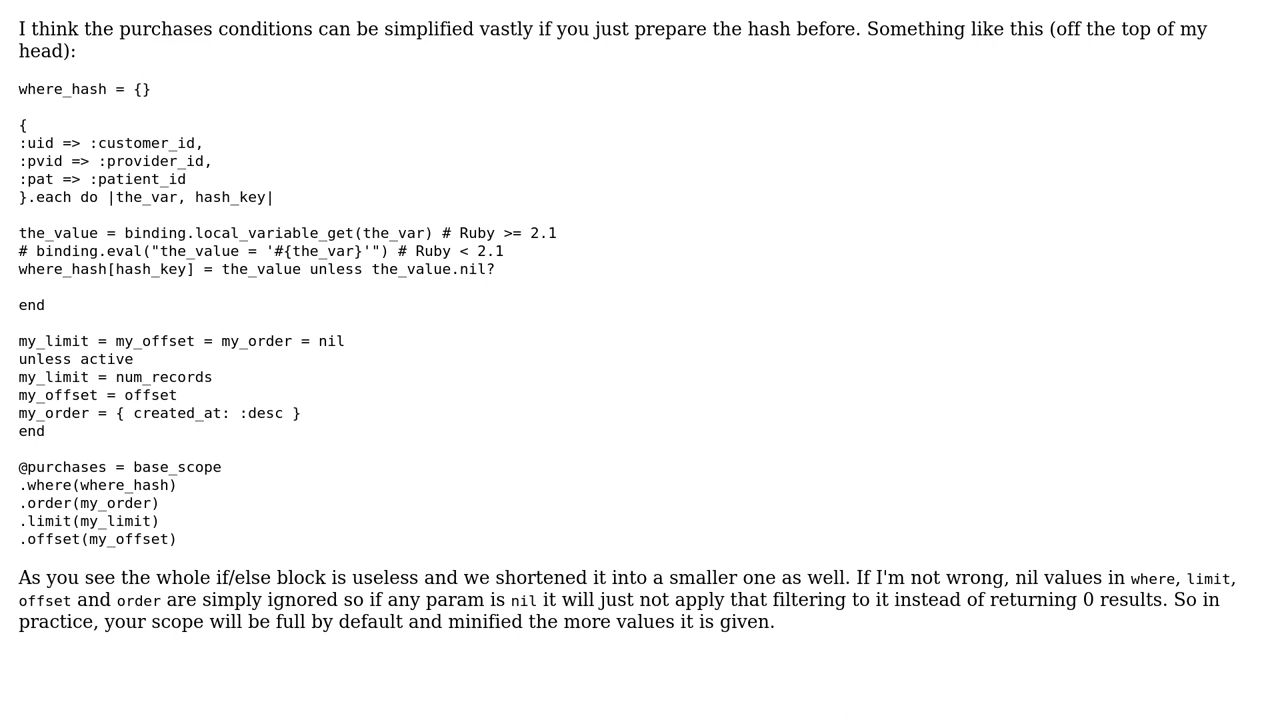 I think the purchases conditions can be simplified vastly if you just prepare the hash before. Something like this (off the top of my
head):
where_hash = {}
{
:uid => :customer_id,
:pvid => :provider_id,
:pat => :patient_id
}.each do |the_var, hash_key|
the_value = binding.local_variable_get(the_var) # Ruby >= 2.1
# binding.eval("the_value = '#{the_var}'") # Ruby < 2.1
where_hash[hash_key] = the_value unless the_value.nil?
end
my_limit = my_offset = my_order = nil
unless active
my_limit = num_records
my_offset = offset
my_order = { created_at: :desc }
end
@purchases = base_scope
.where(where_hash)
.order(my_order)
.limit(my_limit)
.offset(my_offset)
As you see the whole if/else block is useless and we shortened it into a smaller one as well. If I'm not wrong, nil values in where, limit,
offset and order are simply ignored so if any param is nil it will just not apply that filtering to it instead of returning 0 results. So in
practice, your scope will be full by default and minified the more values it is given.